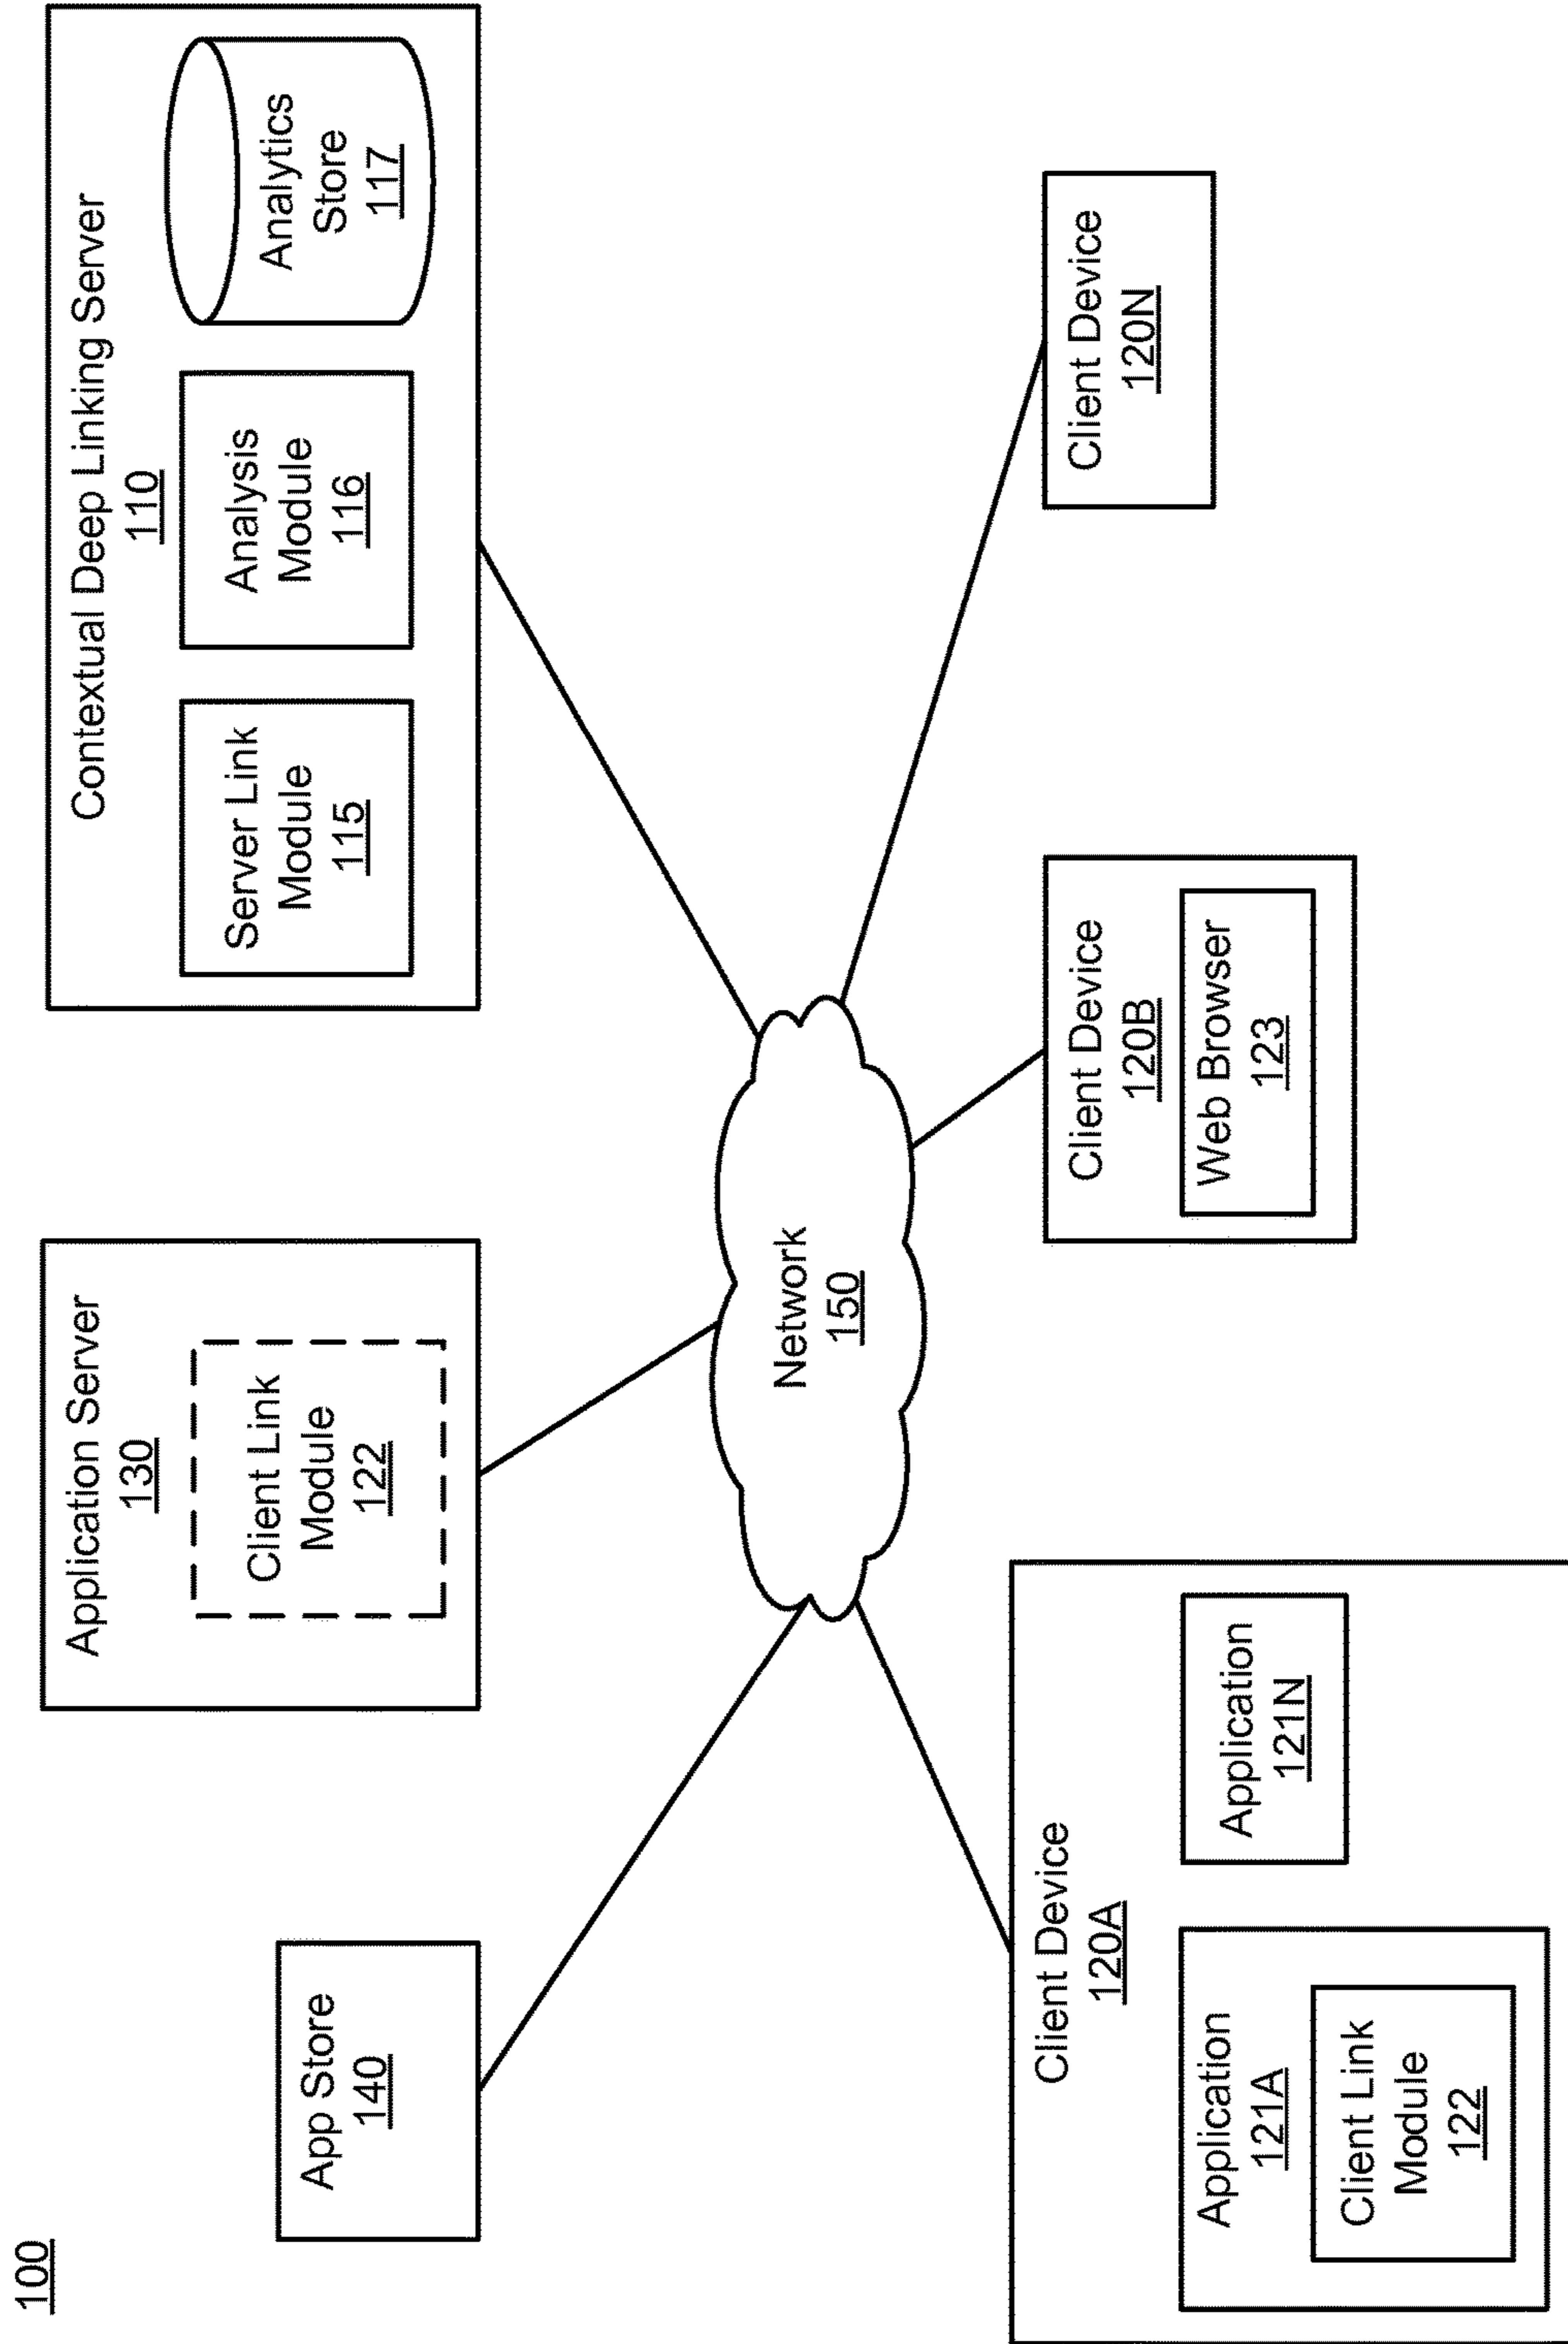 100
App Store
140
Application Server
130
Client Link
Module
122
Contextual Deep Linking Server
110
Server Link
Module
115
Analysis
Module
116
Analytics
Store
117
Network
150
Client Device
120A
Application
121A
Client Link
Module
122
Application
121N
Client Device
120B
Web Browser
123
Client Device
120N